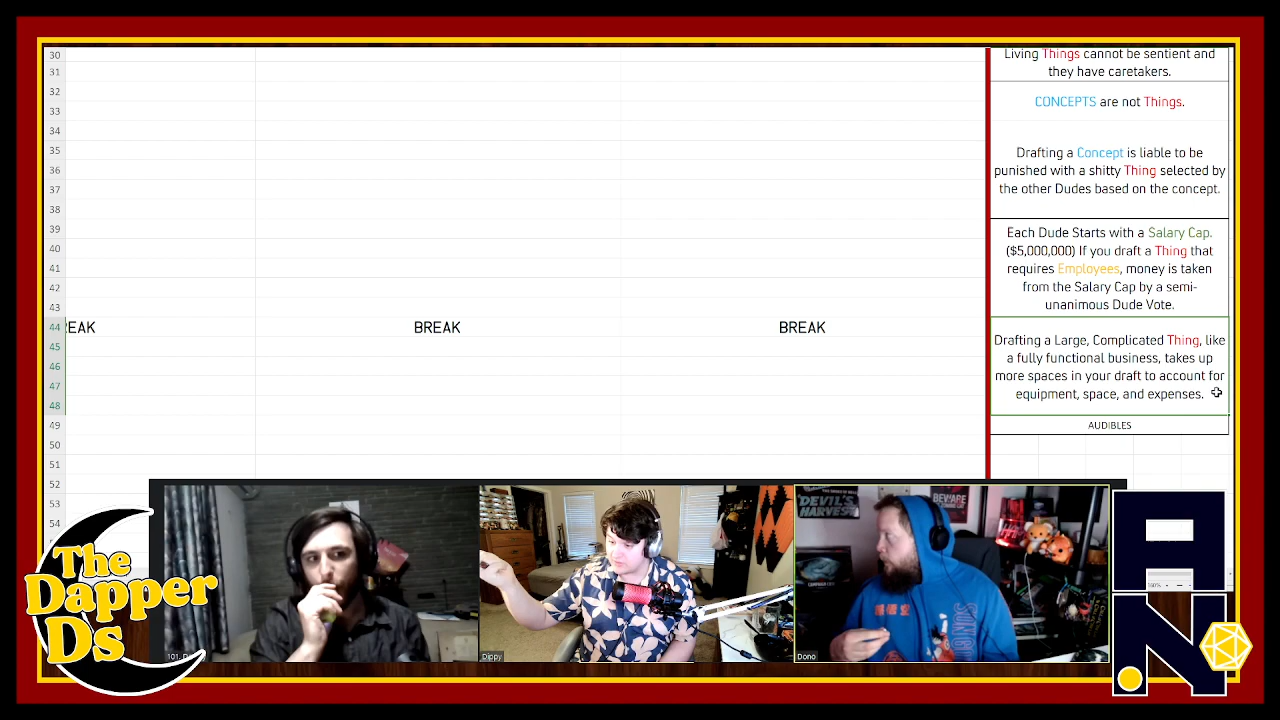 30
31
32
33
34
35
36
37
38
39
40
41
42
43
44
45
46
47
48
49
50
51
52
53
54
BREAK
BREAK
Living Things cannot be sentient and
they have caretakers.
CONCEPTS are not Things.
Drafting a Concept is liable to be
punished with a shitty Thing selected by
the other Dudes based on the concept.
Each Dude Starts with a Salary Cap.
($5,000,000) If you draft a Thing that
requires Employees, money is taken
from the Salary Cap by a semi-
unanimous Dude Vote.
Drafting a Large, Complicated Thing, like
a fully functional business, takes up
more spaces in your draft to account for
equipment, space, and expenses.
AUDIBLES
The
Dapper
Ds
Dippy
Dono
DEVIL'S
HARVEST
BEWARE